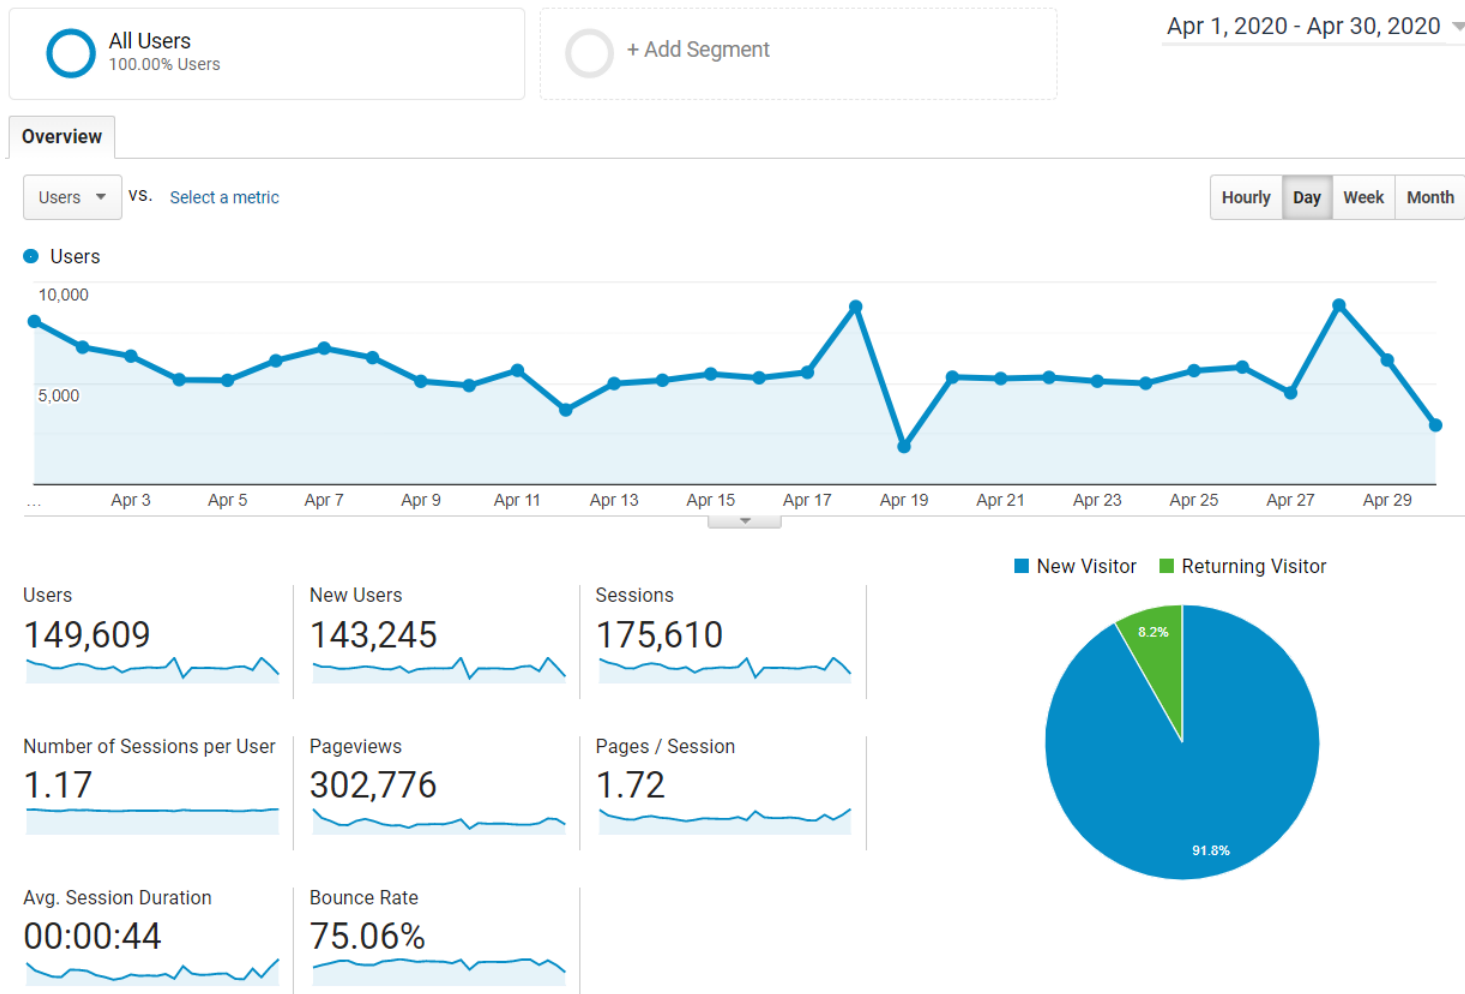 All Users
100.00% Users
+ Add Segment
Apr 1, 2020 - Apr 30, 2020
Overview
Users vs. Select a metric
Hourly Day Week Month
Users
10,000
5,000
... Apr 3 Apr 5 Apr 7 Apr 9 Apr 11 Apr 13 Apr 15 Apr 17 Apr 19 Apr 21 Apr 23 Apr 25 Apr 27 Apr 29
Users
149,609
New Users
143,245
Sessions
175,610
Number of Sessions per User
1.17
Pageviews
302,776
Pages / Session
1.72
Avg. Session Duration
00:00:44
Bounce Rate
75.06%
New Visitor Returning Visitor
8.2%
91.8%